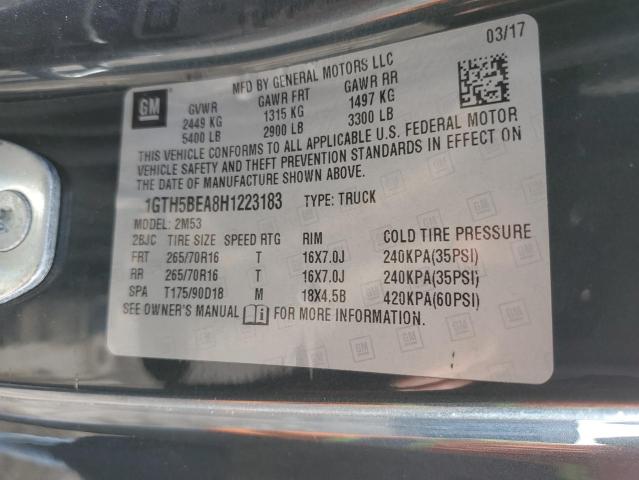 03/17
MFD BY GENERAL MOTORS LLC
GM
GVWR GAWR FRT GAWR RR
2449 KG 1315 KG 1497 KG
5400 LB 2900 LB 3300 LB
THIS VEHICLE CONFORMS TO ALL APPLICABLE U.S. FEDERAL MOTOR
VEHICLE SAFETY AND THEFT PREVENTION STANDARDS IN EFFECT ON
THE DATE OF MANUFACTURE SHOWN ABOVE.
1GTH5BEA8H1223183 TYPE: TRUCK
MODEL: 2M53
2BJC TIRE SIZE SPEED RTG RIM COLD TIRE PRESSURE
FRT 265/70R16 T 16X7.0J 240KPA(35PSI)
RR 265/70R16 T 16X7.0J 240KPA(35PSI)
SPA T175/90D18 M 18X4.5B 420KPA(60PSI)
SEE OWNER'S MANUAL FOR MORE INFORMATION.